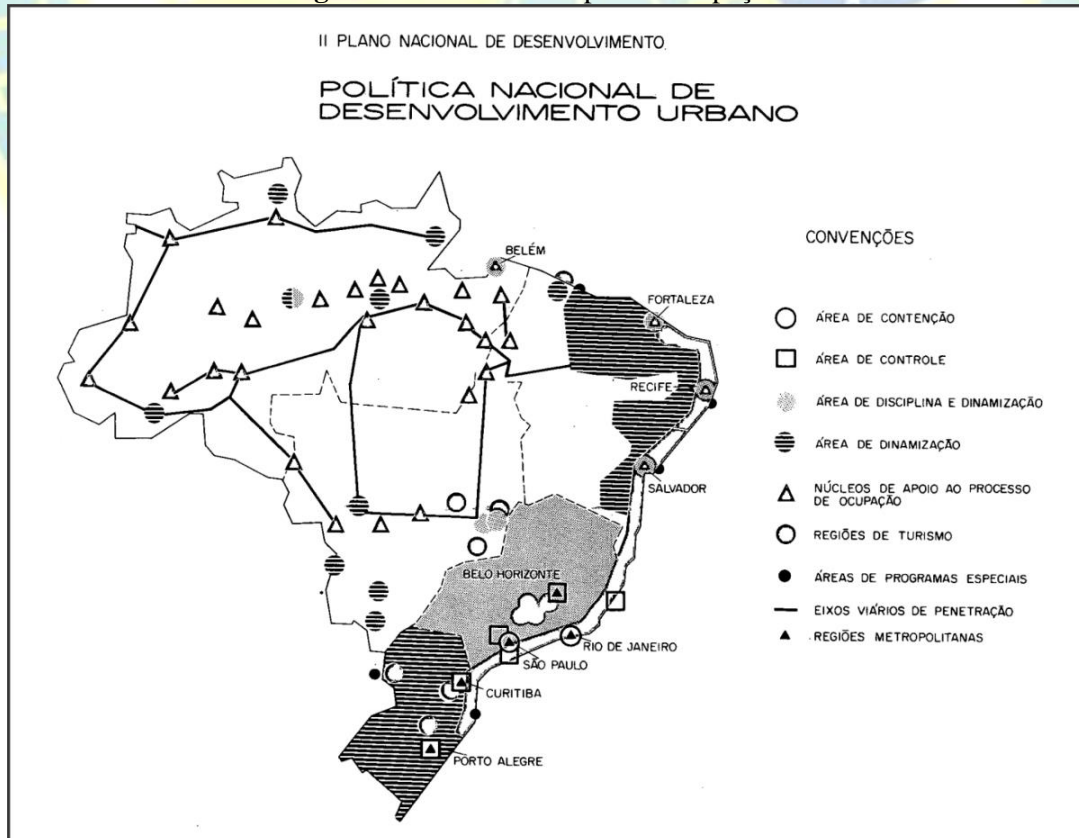 II PLANO NACIONAL DE DESENVOLVIMENTO
POLÍTICA NACIONAL DE
DESENVOLVIMENTO URBANO
BELÉM
FORTALEZA
RECIFE
SALVADOR
BELO HORIZONTE
RIO DE JANEIRO
SÃO PAULO
CURITIBA
PORTO ALEGRE
CONVENÇÕES
ÁREA DE CONTENÇÃO
ÁREA DE CONTROLE
ÁREA DE DISCIPLINA E DINAMIZAÇÃO
ÁREA DE DINAMIZAÇÃO
NÚCLEOS DE APOIO AO PROCESSO
DE OCUPAÇÃO
REGIÕES DE TURISMO
ÁREAS DE PROGRAMAS ESPECIAIS
EIXOS VIÁRIOS DE PENETRAÇÃO
REGIÕES METROPOLITANAS